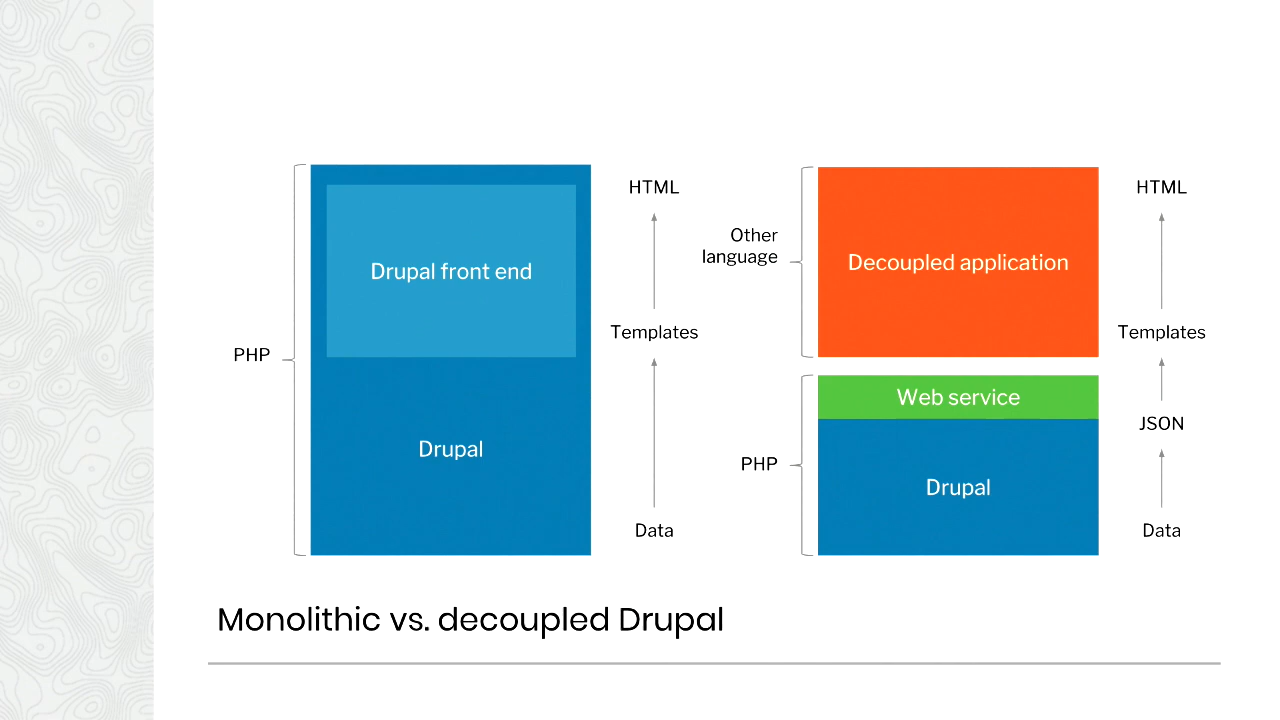 PHP
Drupal front end
Drupal
HTML
Templates
Data
Other
language
PHP
Decoupled application
Web service
Drupal
HTML
Templates
JSON
Data
Monolithic vs. decoupled Drupal